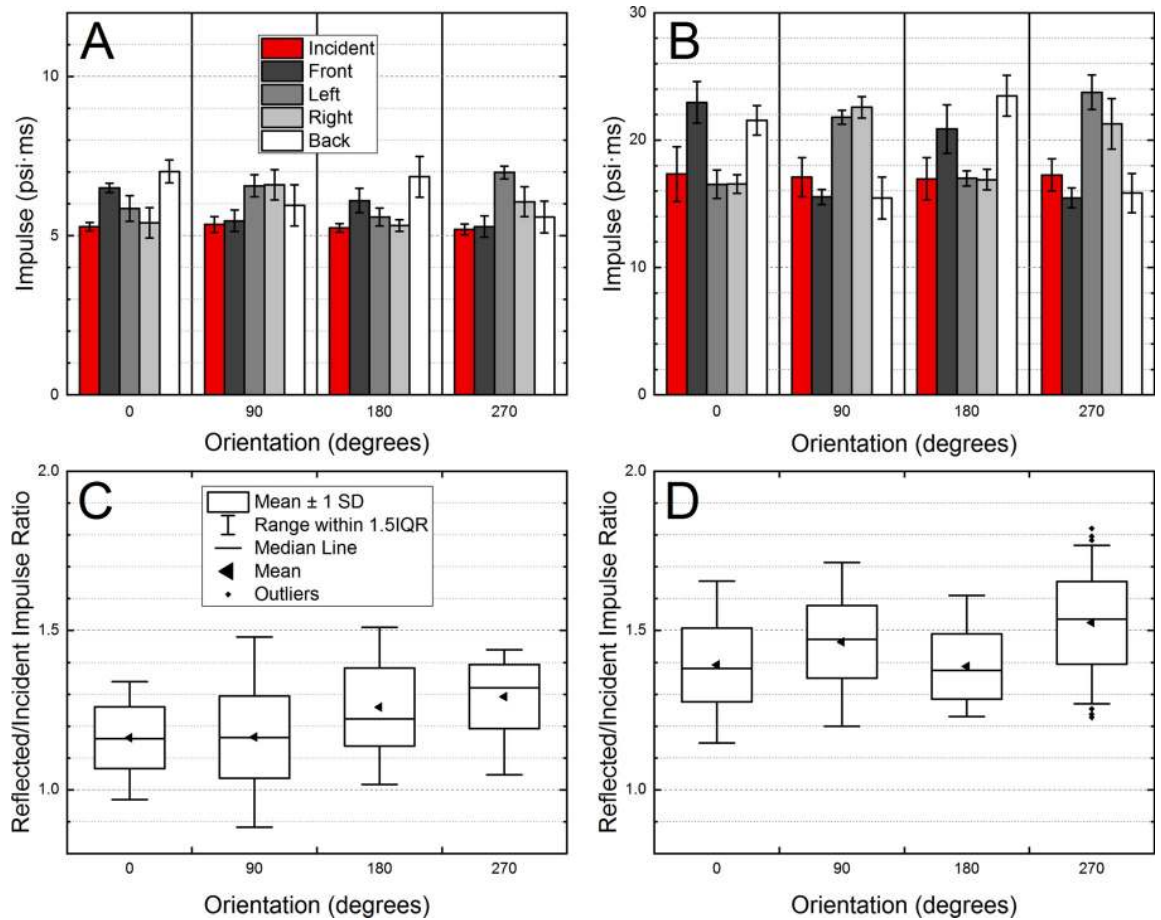 A
Incident
Front
Left
Right
Back
10
5
0
Impulse (psi·ms)
0 90 180 270
Orientation (degrees)
B
30
20
10
0
Impulse (psi·ms)
0 90 180 270
Orientation (degrees)
C
Mean ± 1 SD
Range within 1.5IQR
Median Line
Mean
Outliers
2.0
1.5
1.0
Reflected/Incident Impulse Ratio
0 90 180 270
Orientation (degrees)
D
2.0
1.5
1.0
Reflected/Incident Impulse Ratio
0 90 180 270
Orientation (degrees)